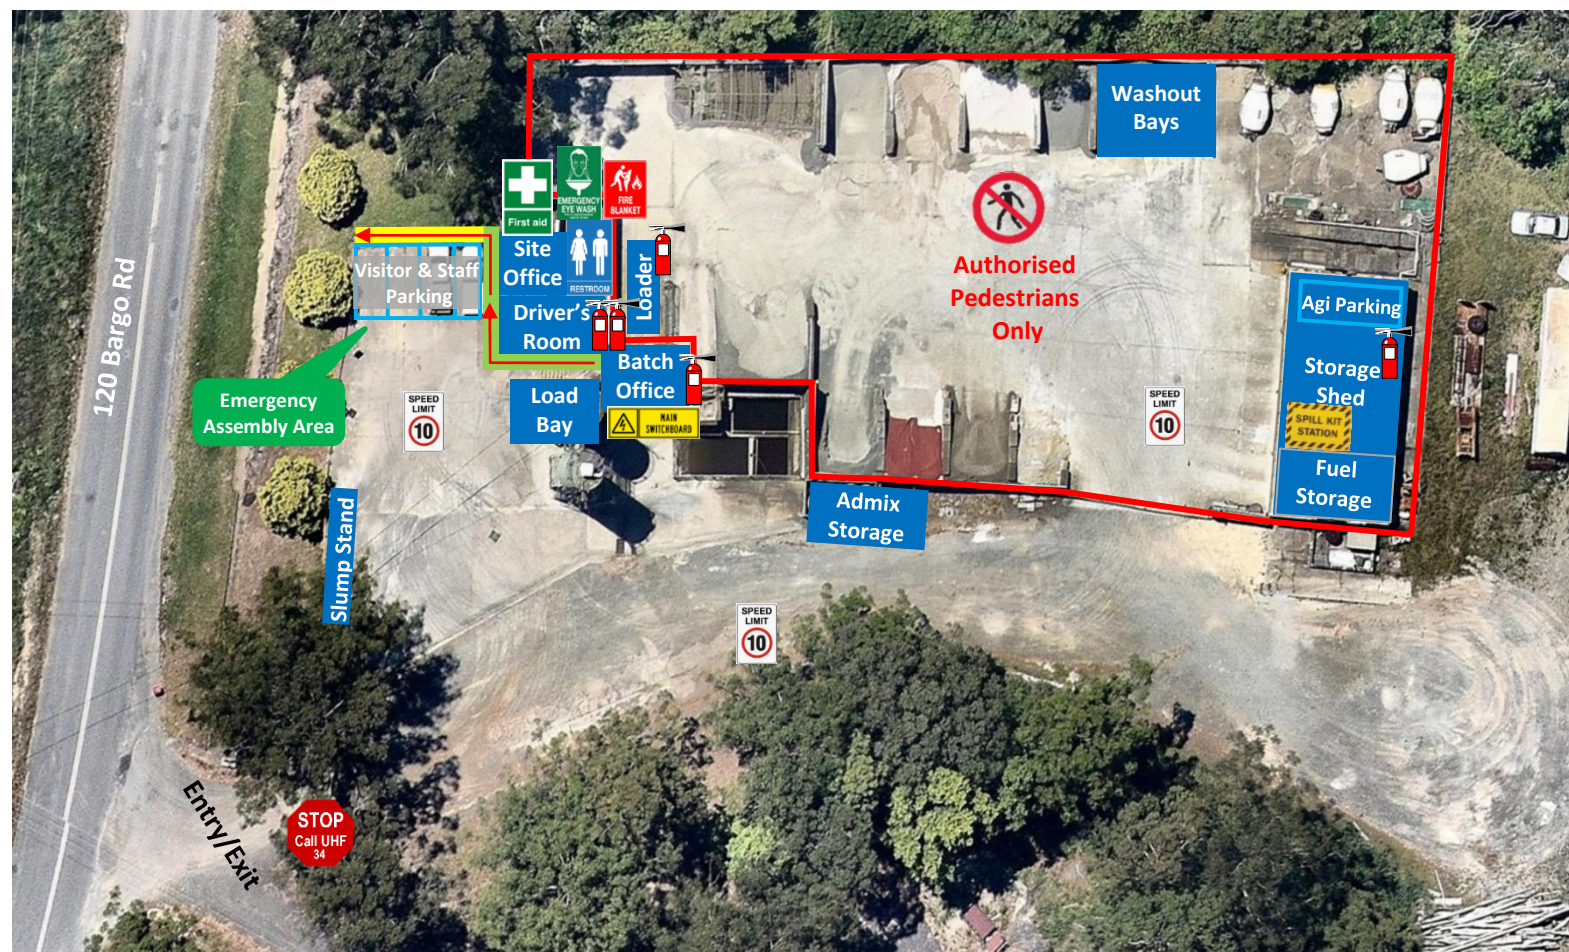 Washout
Bays
First aid
EMERGENCY
EYE WASH
FIRE
BLANKET
Site
Office
RESTROOM
Loader
Visitor & Staff
Parking
Driver's
Room
Batch
Office
MAIN
SWITCHBOARD
Load
Bay
Authorised
Pedestrians
Only
Agi Parking
Storage
Shed
SPILL KIT
STATION
Fuel
Storage
SPEED
LIMIT
10
SPEED
LIMIT
10
Emergency
Assembly Area
120 Bargo Rd
Slump Stand
Admix
Storage
SPEED
LIMIT
10
Entry/Exit
STOP
Call UHF
34